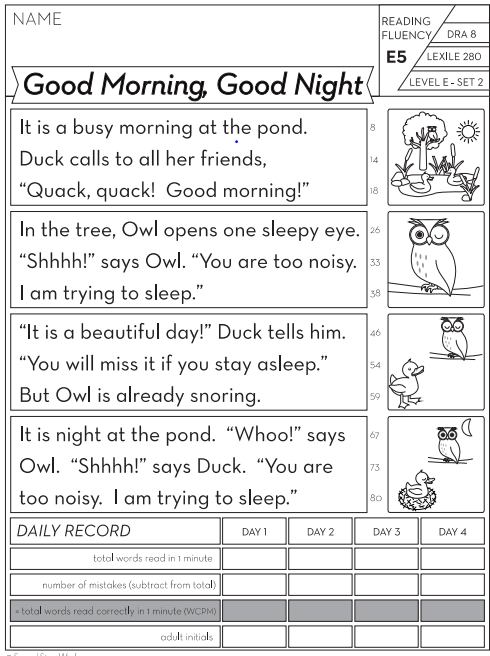 NAME
READING
FLUENCY
E5
DRA 8
LEXILE 280
LEVEL E - SET 2
Good Morning, Good Night
It is a busy morning at the pond. 8
Duck calls to all her friends, 14
“Quack, quack!  Good morning!” 18
In the tree, Owl opens one sleepy eye. 26
“Shhhh!” says Owl. “You are too noisy. 33
I am trying to sleep.” 38
“It is a beautiful day!” Duck tells him. 46
“You will miss it if you stay asleep.” 54
But Owl is already snoring. 59
It is night at the pond.  “Whoo!” says 67
Owl.  “Shhhh!” says Duck.  “You are 73
too noisy.  I am trying to sleep.” 80
DAILY RECORD DAY 1 DAY 2 DAY 3 DAY 4
total words read in 1 minute
number of mistakes (subtract from total)
= total words read correctly in 1 minute (WCPM)
adult initials